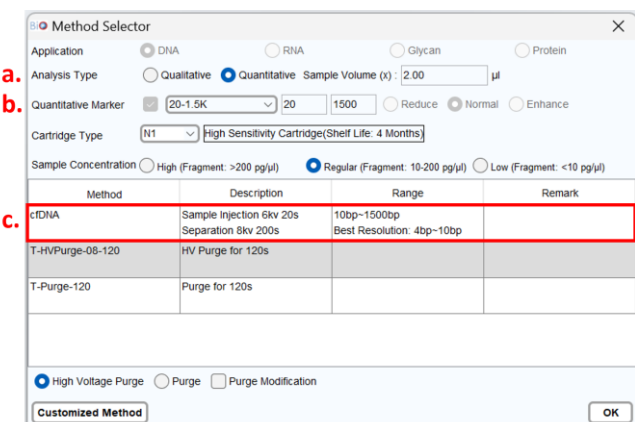 BiO Method Selector
Application DNA RNA Glycan Protein
a. Analysis Type Qualitative Quantitative Sample Volume (x) : 2.00 µl
b. Quantitative Marker 20-1.5K 20 1500 Reduce Normal Enhance
Cartridge Type N1 High Sensitivity Cartridge(Shelf Life: 4 Months)
Sample Concentration High (Fragment: >200 pg/µl) Regular (Fragment: 10-200 pg/µl) Low (Fragment: <10 pg/µl)
Method Description Range Remark
c. cfDNA Sample Injection 6kv 20s 10bp~1500bp
Separation 8kv 200s Best Resolution: 4bp~10bp
T-HVPurge-08-120 HV Purge for 120s
T-Purge-120 Purge for 120s
High Voltage Purge Purge Purge Modification
Customized Method OK